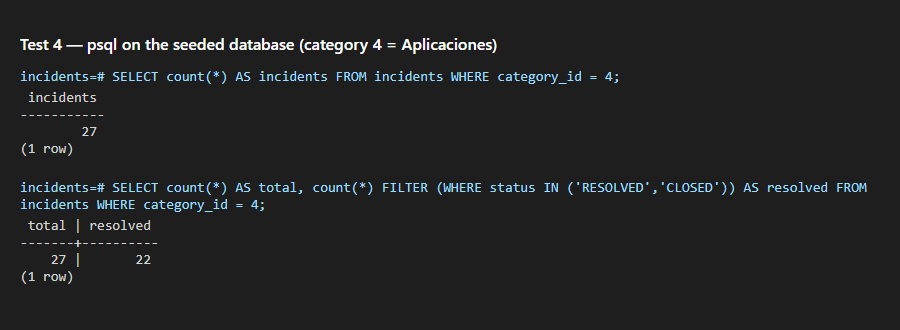 Test 4 — psql on the seeded database (category 4 = Aplicaciones)
incidents=# SELECT count(*) AS incidents FROM incidents WHERE category_id = 4;
 incidents
-----------
        27
(1 row)
incidents=# SELECT count(*) AS total, count(*) FILTER (WHERE status IN ('RESOLVED','CLOSED')) AS resolved FROM
incidents WHERE category_id = 4;
 total | resolved
-------+----------
    27 |       22
(1 row)